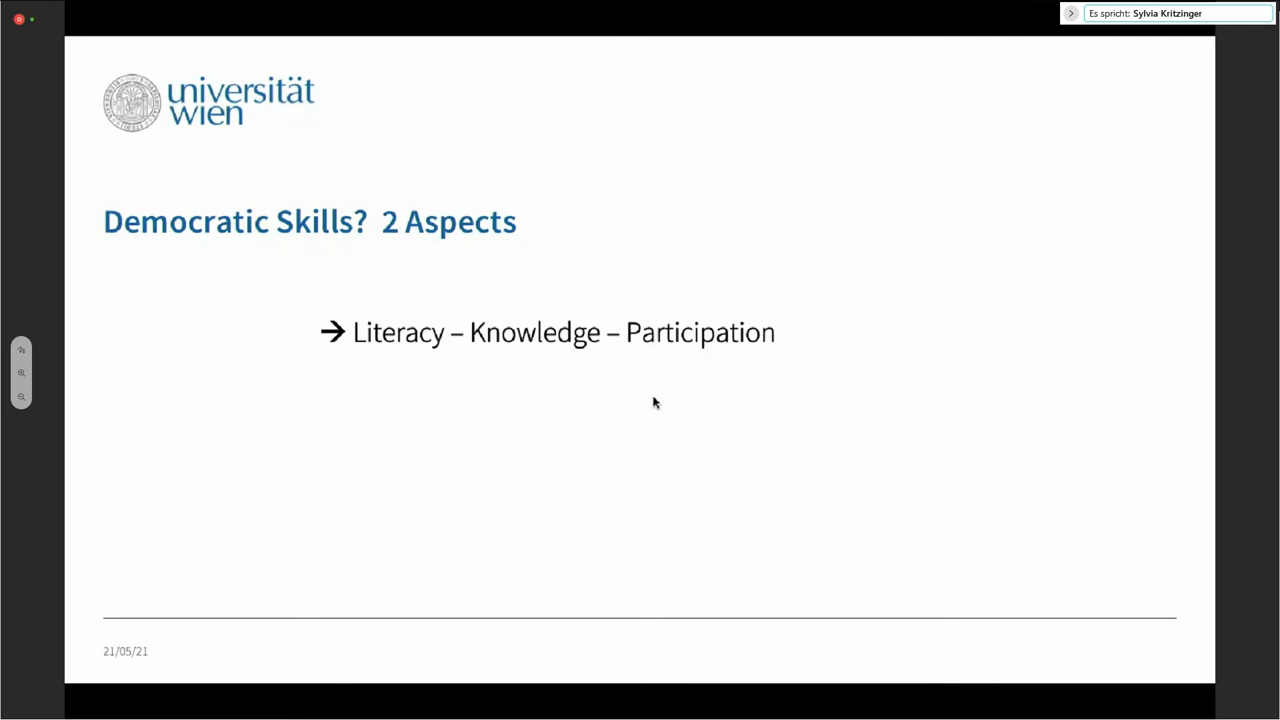 Es spricht: Sylvia Kritzinger
universität
wien
Democratic Skills?  2 Aspects
→ Literacy – Knowledge – Participation
21/05/21